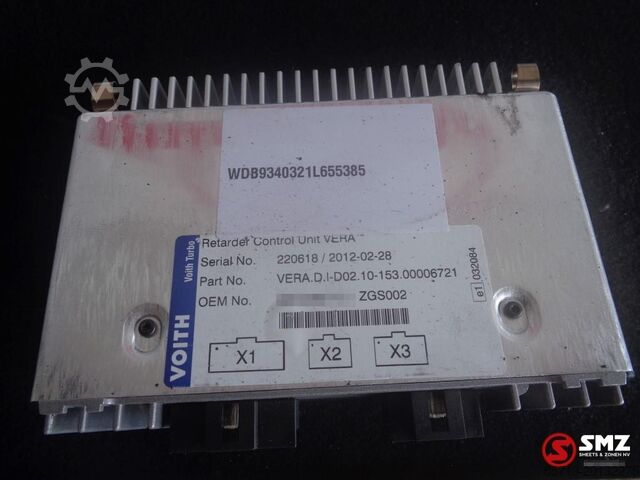 WDB9340321L655385
VOITH
Voith Turbo
Retarder Control Unit VERA
Serial No. 220618 / 2012-02-28
Part No. VERA.D.I-D02.10-153.00006721
OEM No. ZGS002
e1 032084
X1 X2 X3
SMZ
SHEETS & ZONEN NV